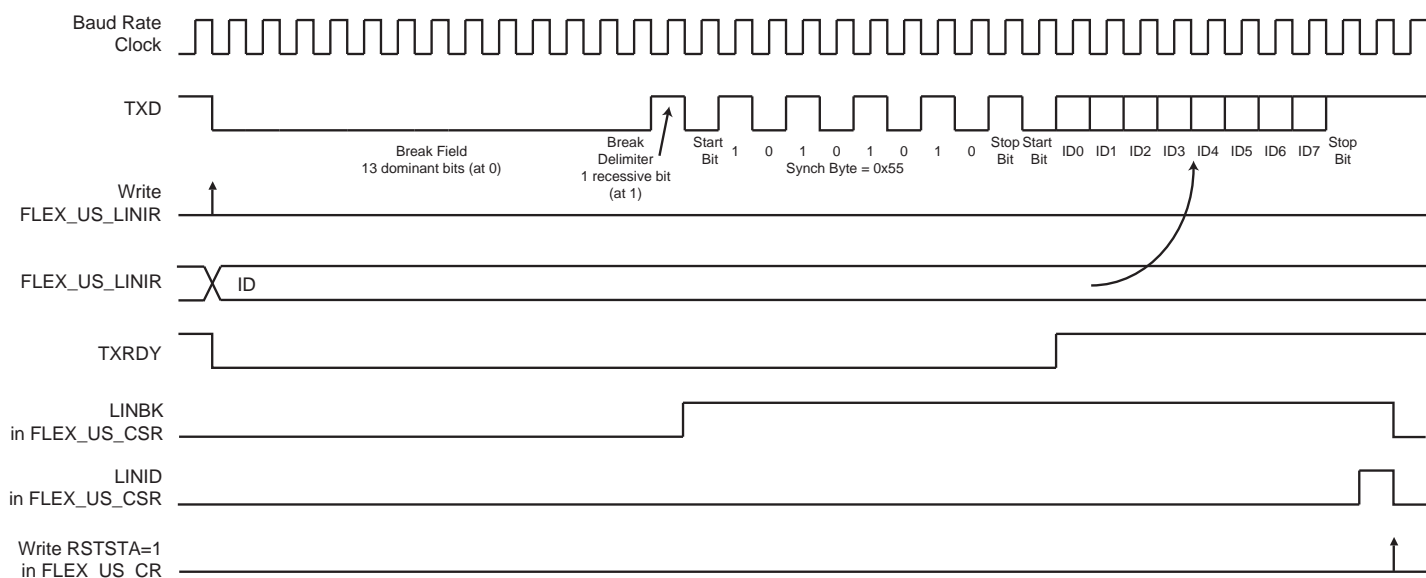 Baud Rate
Clock
TXD
Break Field
13 dominant bits (at 0)
Break
Delimiter
1 recessive bit
(at 1)
Start
Bit
1 0 1 0 1 0 1 0
Synch Byte = 0x55
Stop
Bit
Start
Bit
ID0 ID1 ID2 ID3 ID4 ID5 ID6 ID7
Stop
Bit
Write
FLEX_US_LINIR
FLEX_US_LINIR
ID
TXRDY
LINBK
in FLEX_US_CSR
LINID
in FLEX_US_CSR
Write RSTSTA=1
in FLEX_US_CR